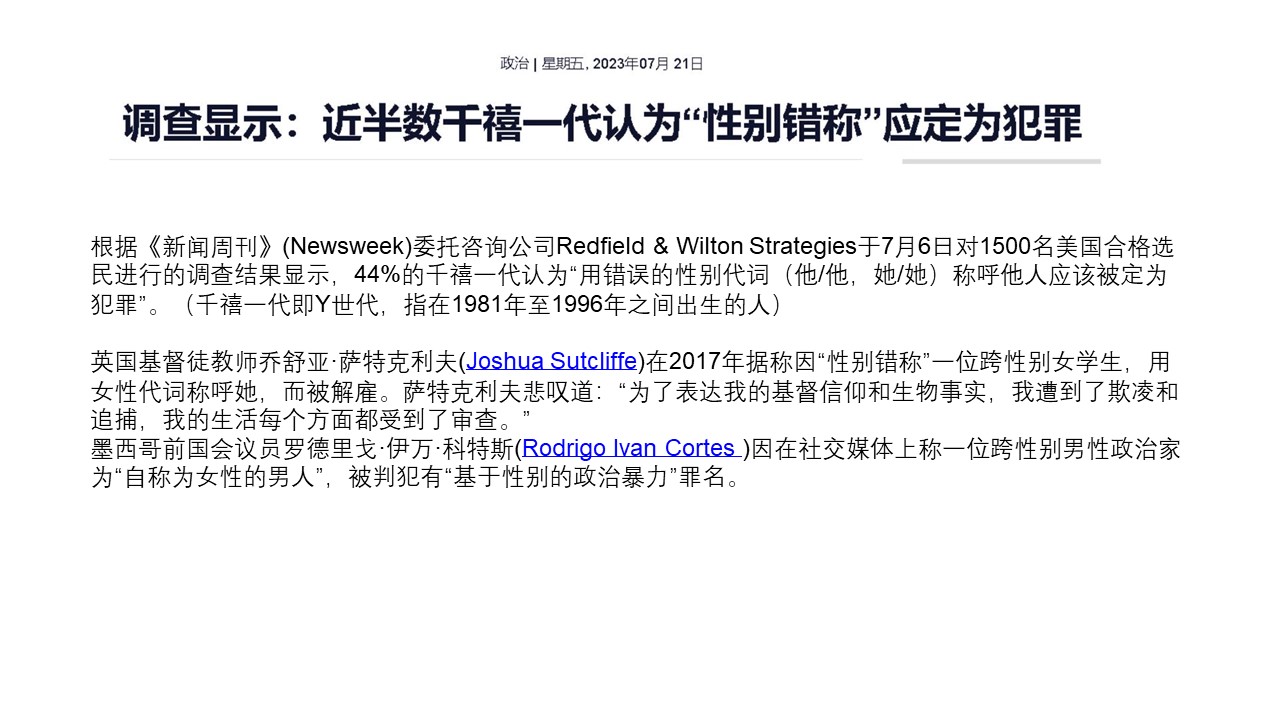 政治 | 星期五, 2023年07月 21日
调查显示：近半数千禧一代认为“性别错称”应定为犯罪
根据《新闻周刊》(Newsweek)委托咨询公司Redfield & Wilton Strategies于7月6日对1500名美国合格选
民进行的调查结果显示，44%的千禧一代认为“用错误的性别代词（他/他，她/她）称呼他人应该被定为
犯罪”。（千禧一代即Y世代，指在1981年至1996年之间出生的人）
英国基督徒教师乔舒亚·萨特克利夫(Joshua Sutcliffe)在2017年据称因“性别错称”一位跨性别女学生，用
女性代词称呼她，而被解雇。萨特克利夫悲叹道：“为了表达我的基督信仰和生物事实，我遭到了欺凌和
追捕，我的生活每个方面都受到了审查。”
墨西哥前国会议员罗德里戈·伊万·科特斯(Rodrigo Ivan Cortes )因在社交媒体上称一位跨性别男性政治家
为“自称为女性的男人”，被判犯有“基于性别的政治暴力”罪名。